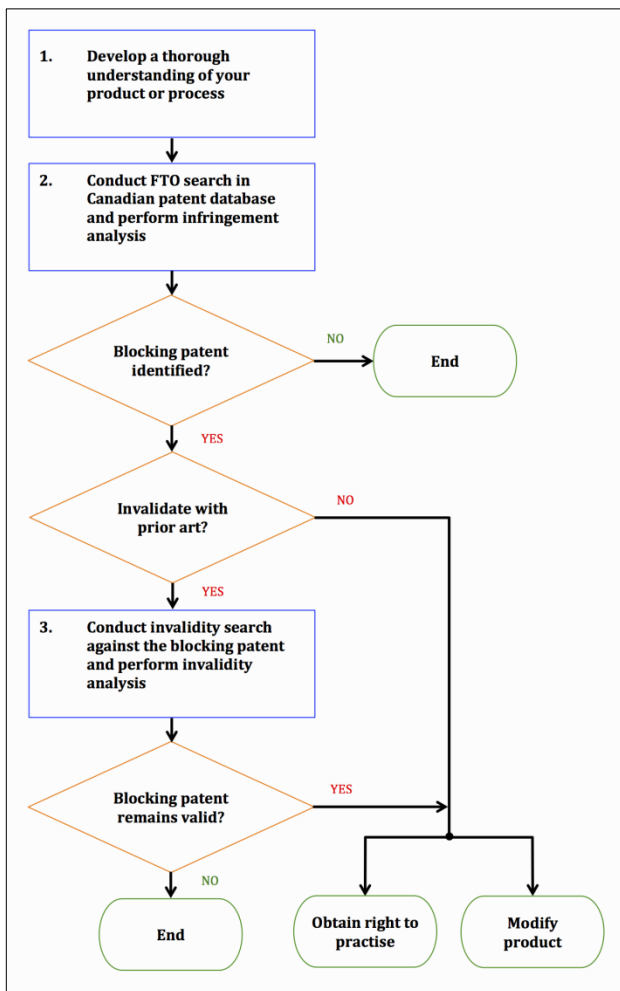 1. Develop a thorough
understanding of your
product or process
2. Conduct FTO search in
Canadian patent database
and perform infringement
analysis
Blocking patent
identified?
NO
End
YES
Invalidate with
prior art?
NO
YES
3. Conduct invalidity search
against the blocking patent
and perform invalidity
analysis
Blocking patent
remains valid?
YES
NO
End
Obtain right to
practise
Modify
product